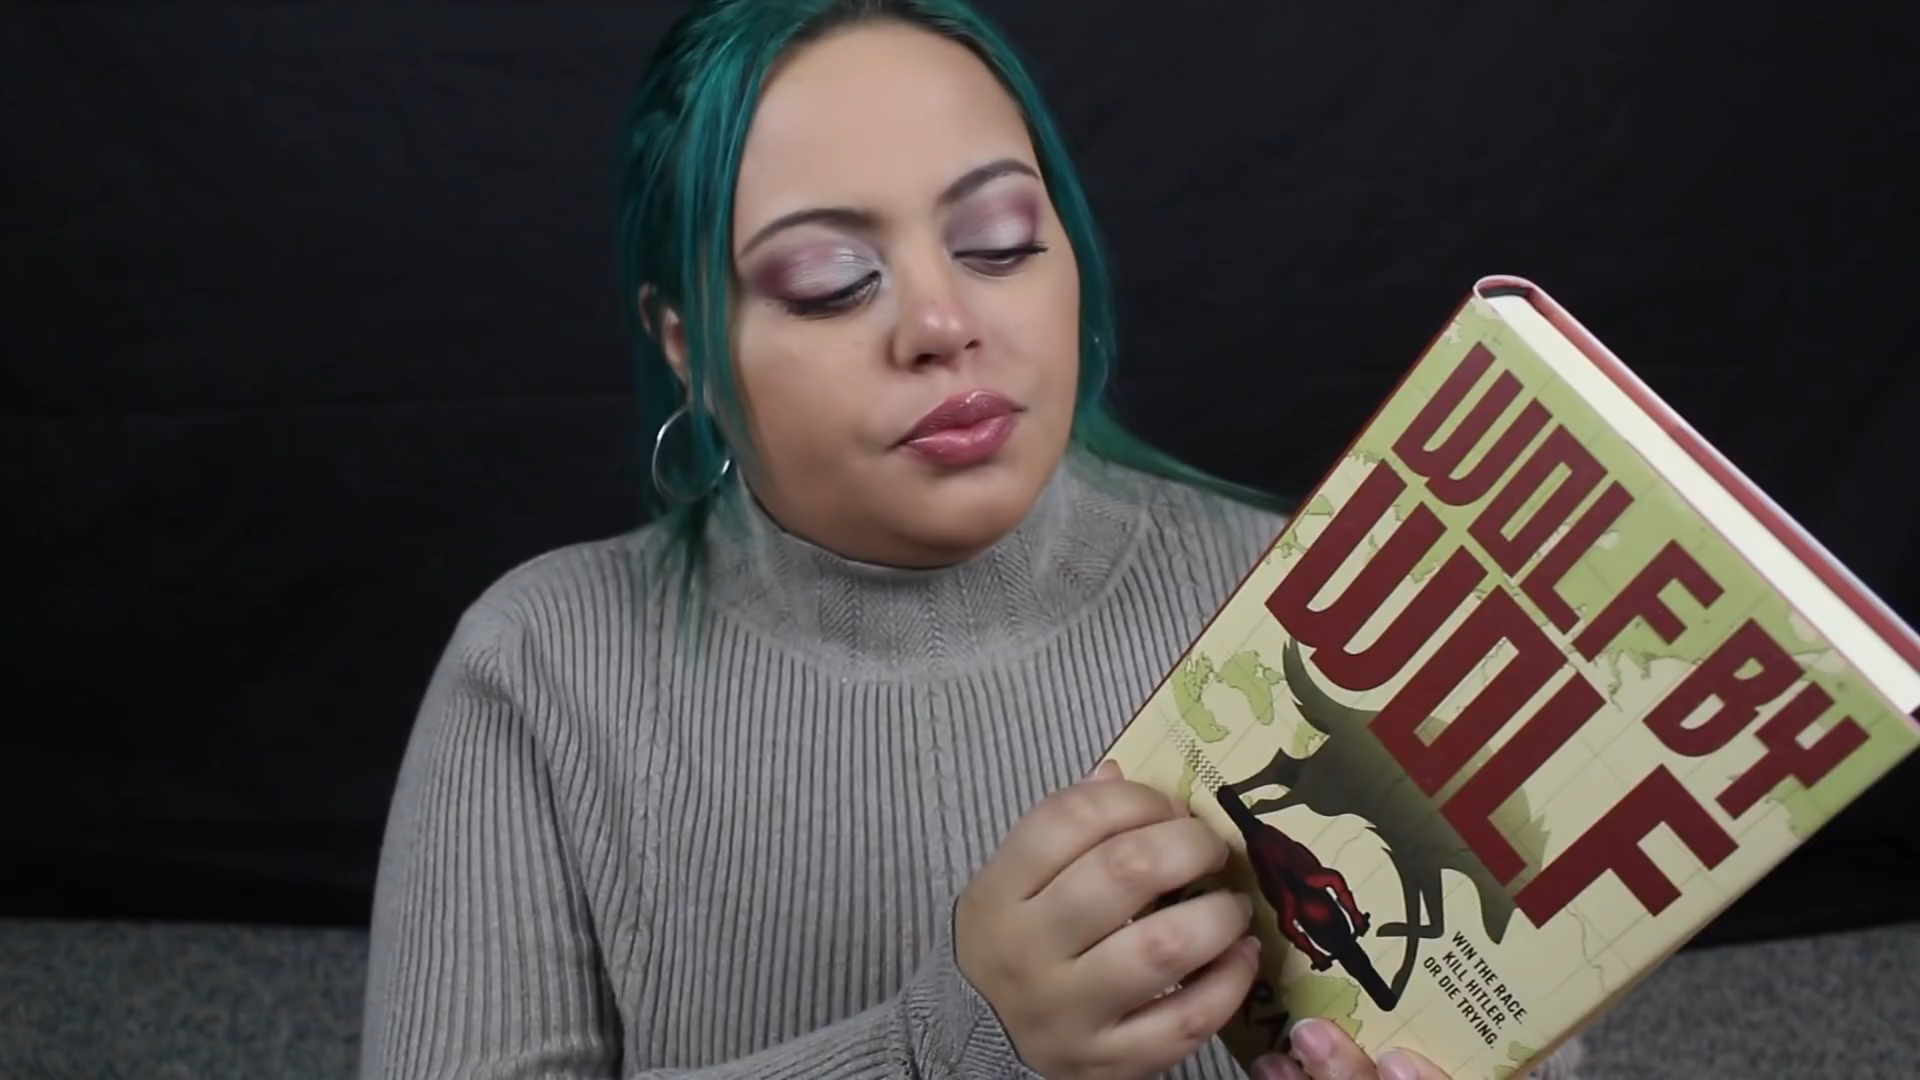 WOLF BY
WOLF
WIN THE RACE.
KILL HITLER.
OR DIE TRYING.